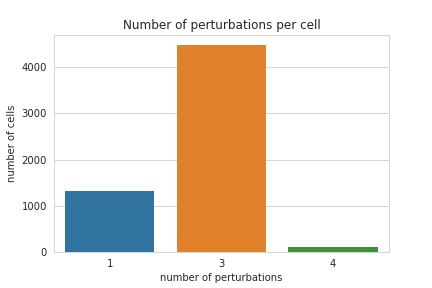 Number of perturbations per cell
number of cells
4000
3000
2000
1000
0
1
3
4
number of perturbations